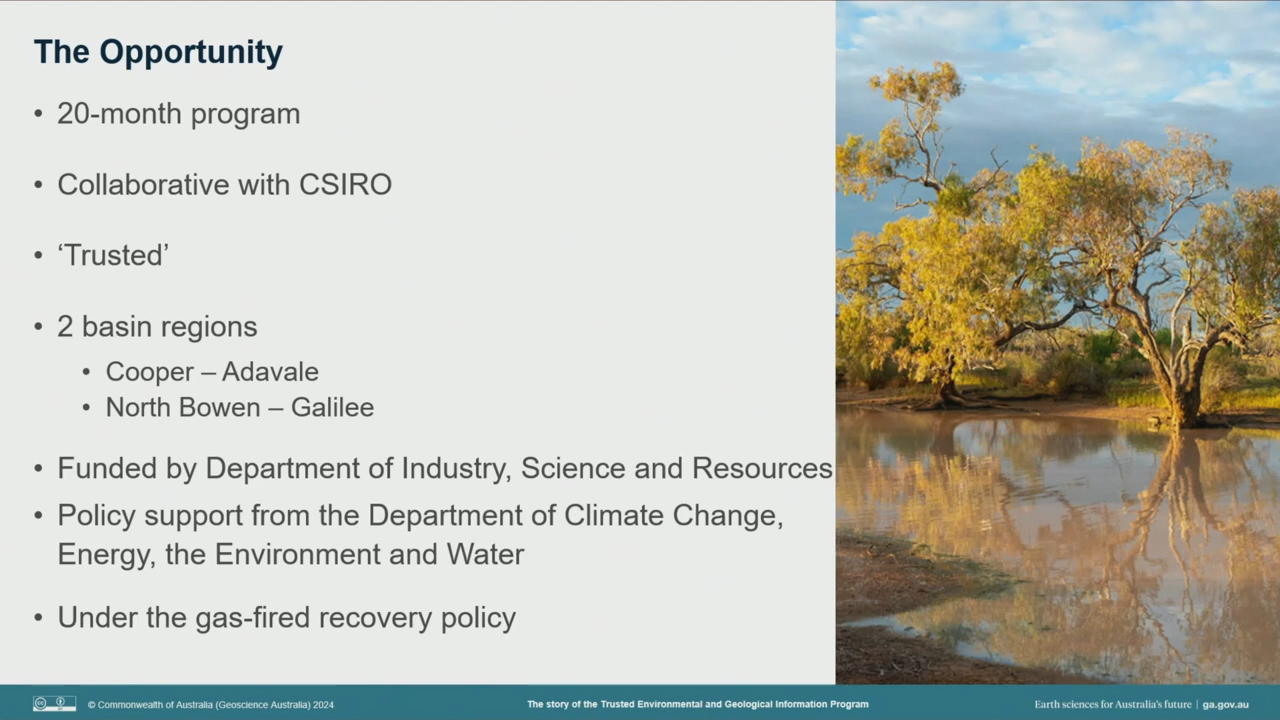 The Opportunity
• 20-month program
• Collaborative with CSIRO
• ‘Trusted’
• 2 basin regions
• Cooper – Adavale
• North Bowen – Galilee
• Funded by Department of Industry, Science and Resources
• Policy support from the Department of Climate Change,
Energy, the Environment and Water
• Under the gas-fired recovery policy
© Commonwealth of Australia (Geoscience Australia) 2024
The story of the Trusted Environmental and Geological Information Program
Earth sciences for Australia's future | ga.gov.au